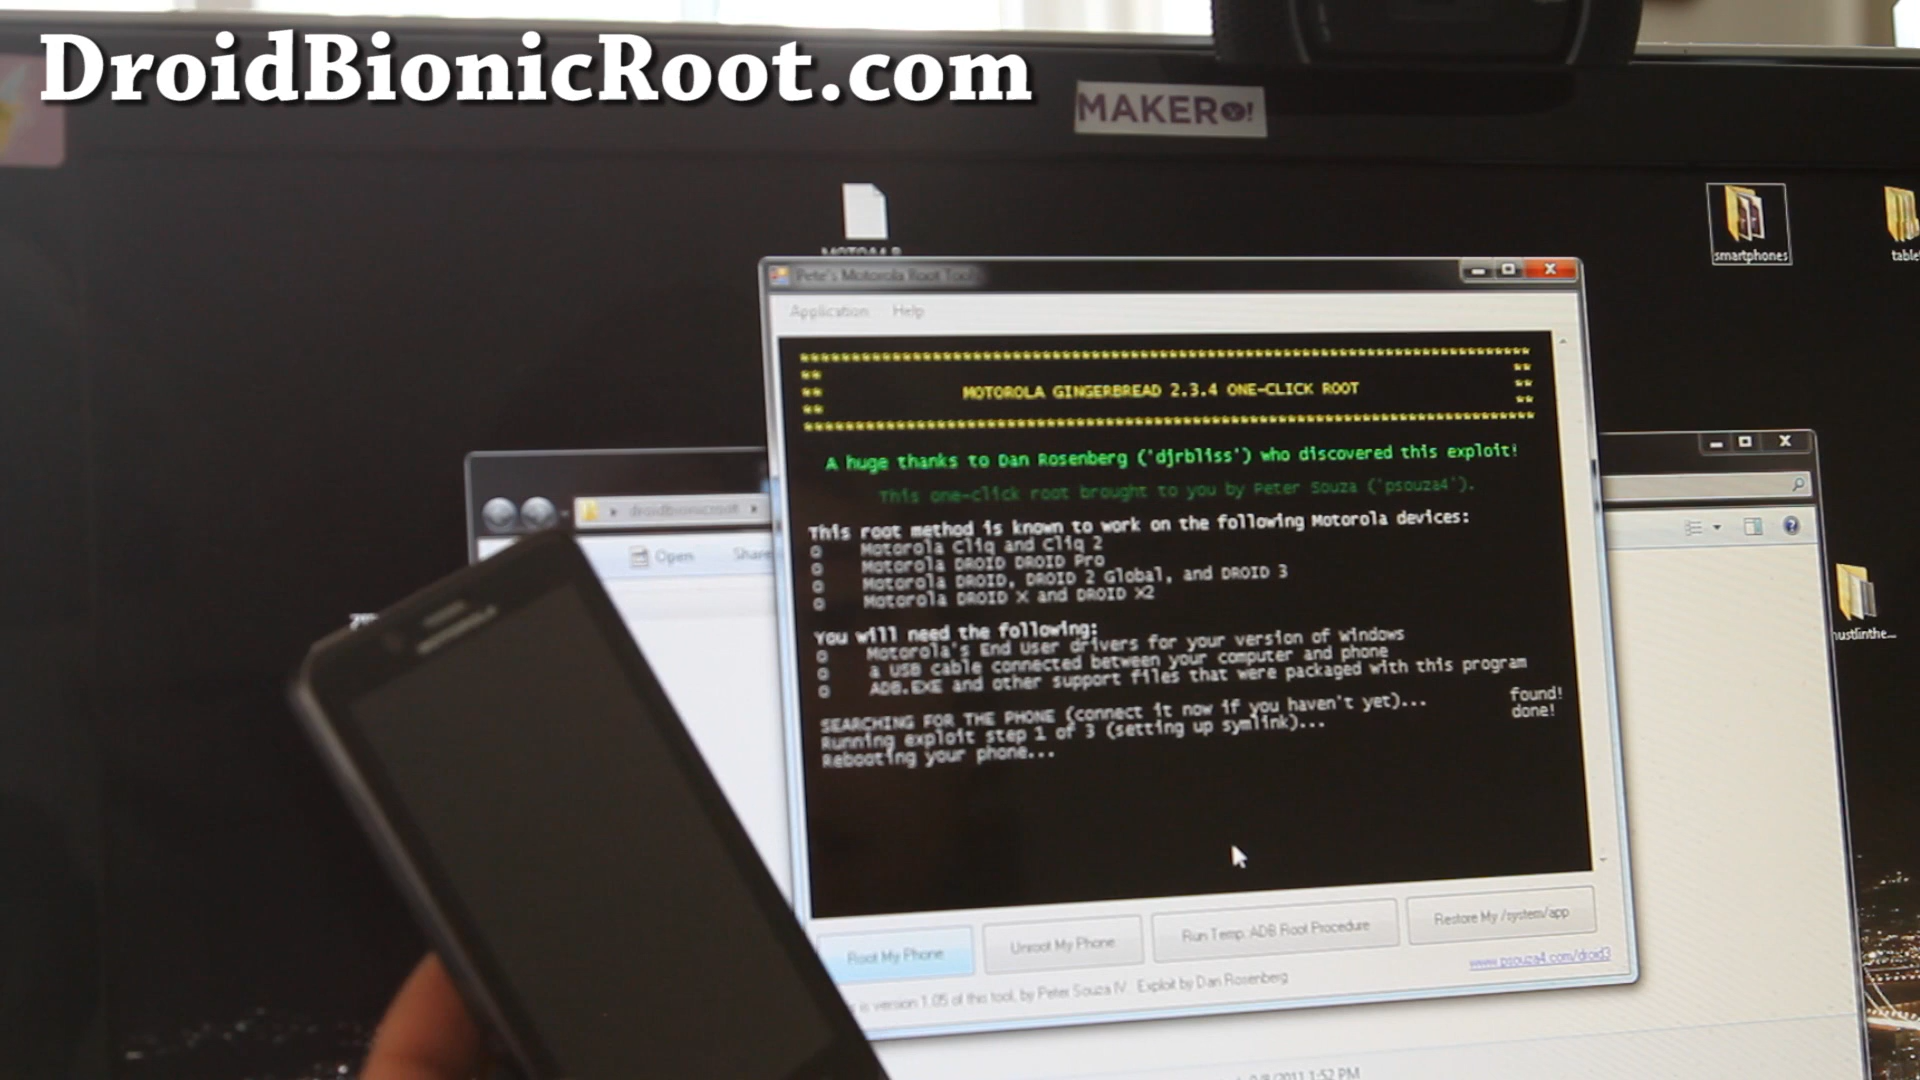 DroidBionicRoot.com
MAKER Y!
smartphones
Pete's Motorola Root Tools
Application Help
MOTOROLA GINGERBREAD 2.3.4 ONE-CLICK ROOT
A huge thanks to Dan Rosenberg ('djrbliss') who discovered this exploit!
This one-click root brought to you by Peter Souza ('psouza4').
droidbionicroot
Open Share
This root method is known to work on the following Motorola devices:
o Motorola Cliq and Cliq 2
o Motorola DROID DROID Pro
o Motorola DROID, DROID 2 Global, and DROID 3
o Motorola DROID X and DROID X2
You will need the following:
o Motorola's End User drivers for your version of windows
o a USB cable connected between your computer and phone
o ADB.EXE and other support files that were packaged with this program
SEARCHING FOR THE PHONE (connect it now if you haven't yet)... found!
Running exploit step 1 of 3 (setting up symlink)... done!
Rebooting your phone...
Root My Phone
Unroot My Phone
Run Temp. ADB Root Procedure
Restore My /system/app
www.psouza4.com/droid3
is version 1.05 of this tool, by Peter Souza IV. Exploit by Dan Rosenberg
2011 1:52 PM